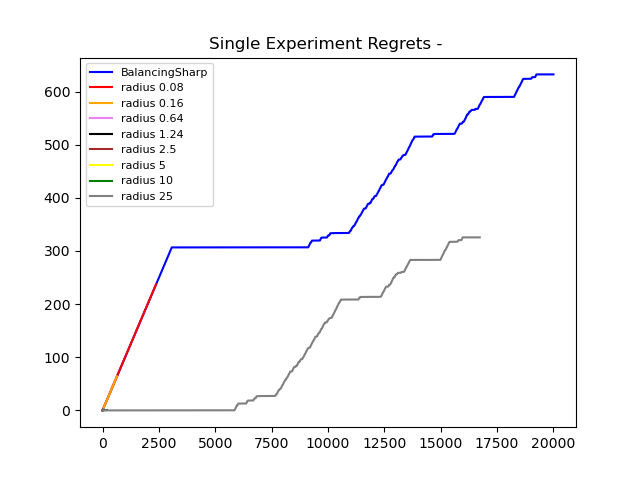 Single Experiment Regrets -
BalancingSharp
radius 0.08
radius 0.16
radius 0.64
radius 1.24
radius 2.5
radius 5
radius 10
radius 25
600
500
400
300
200
100
0
0 2500 5000 7500 10000 12500 15000 17500 20000